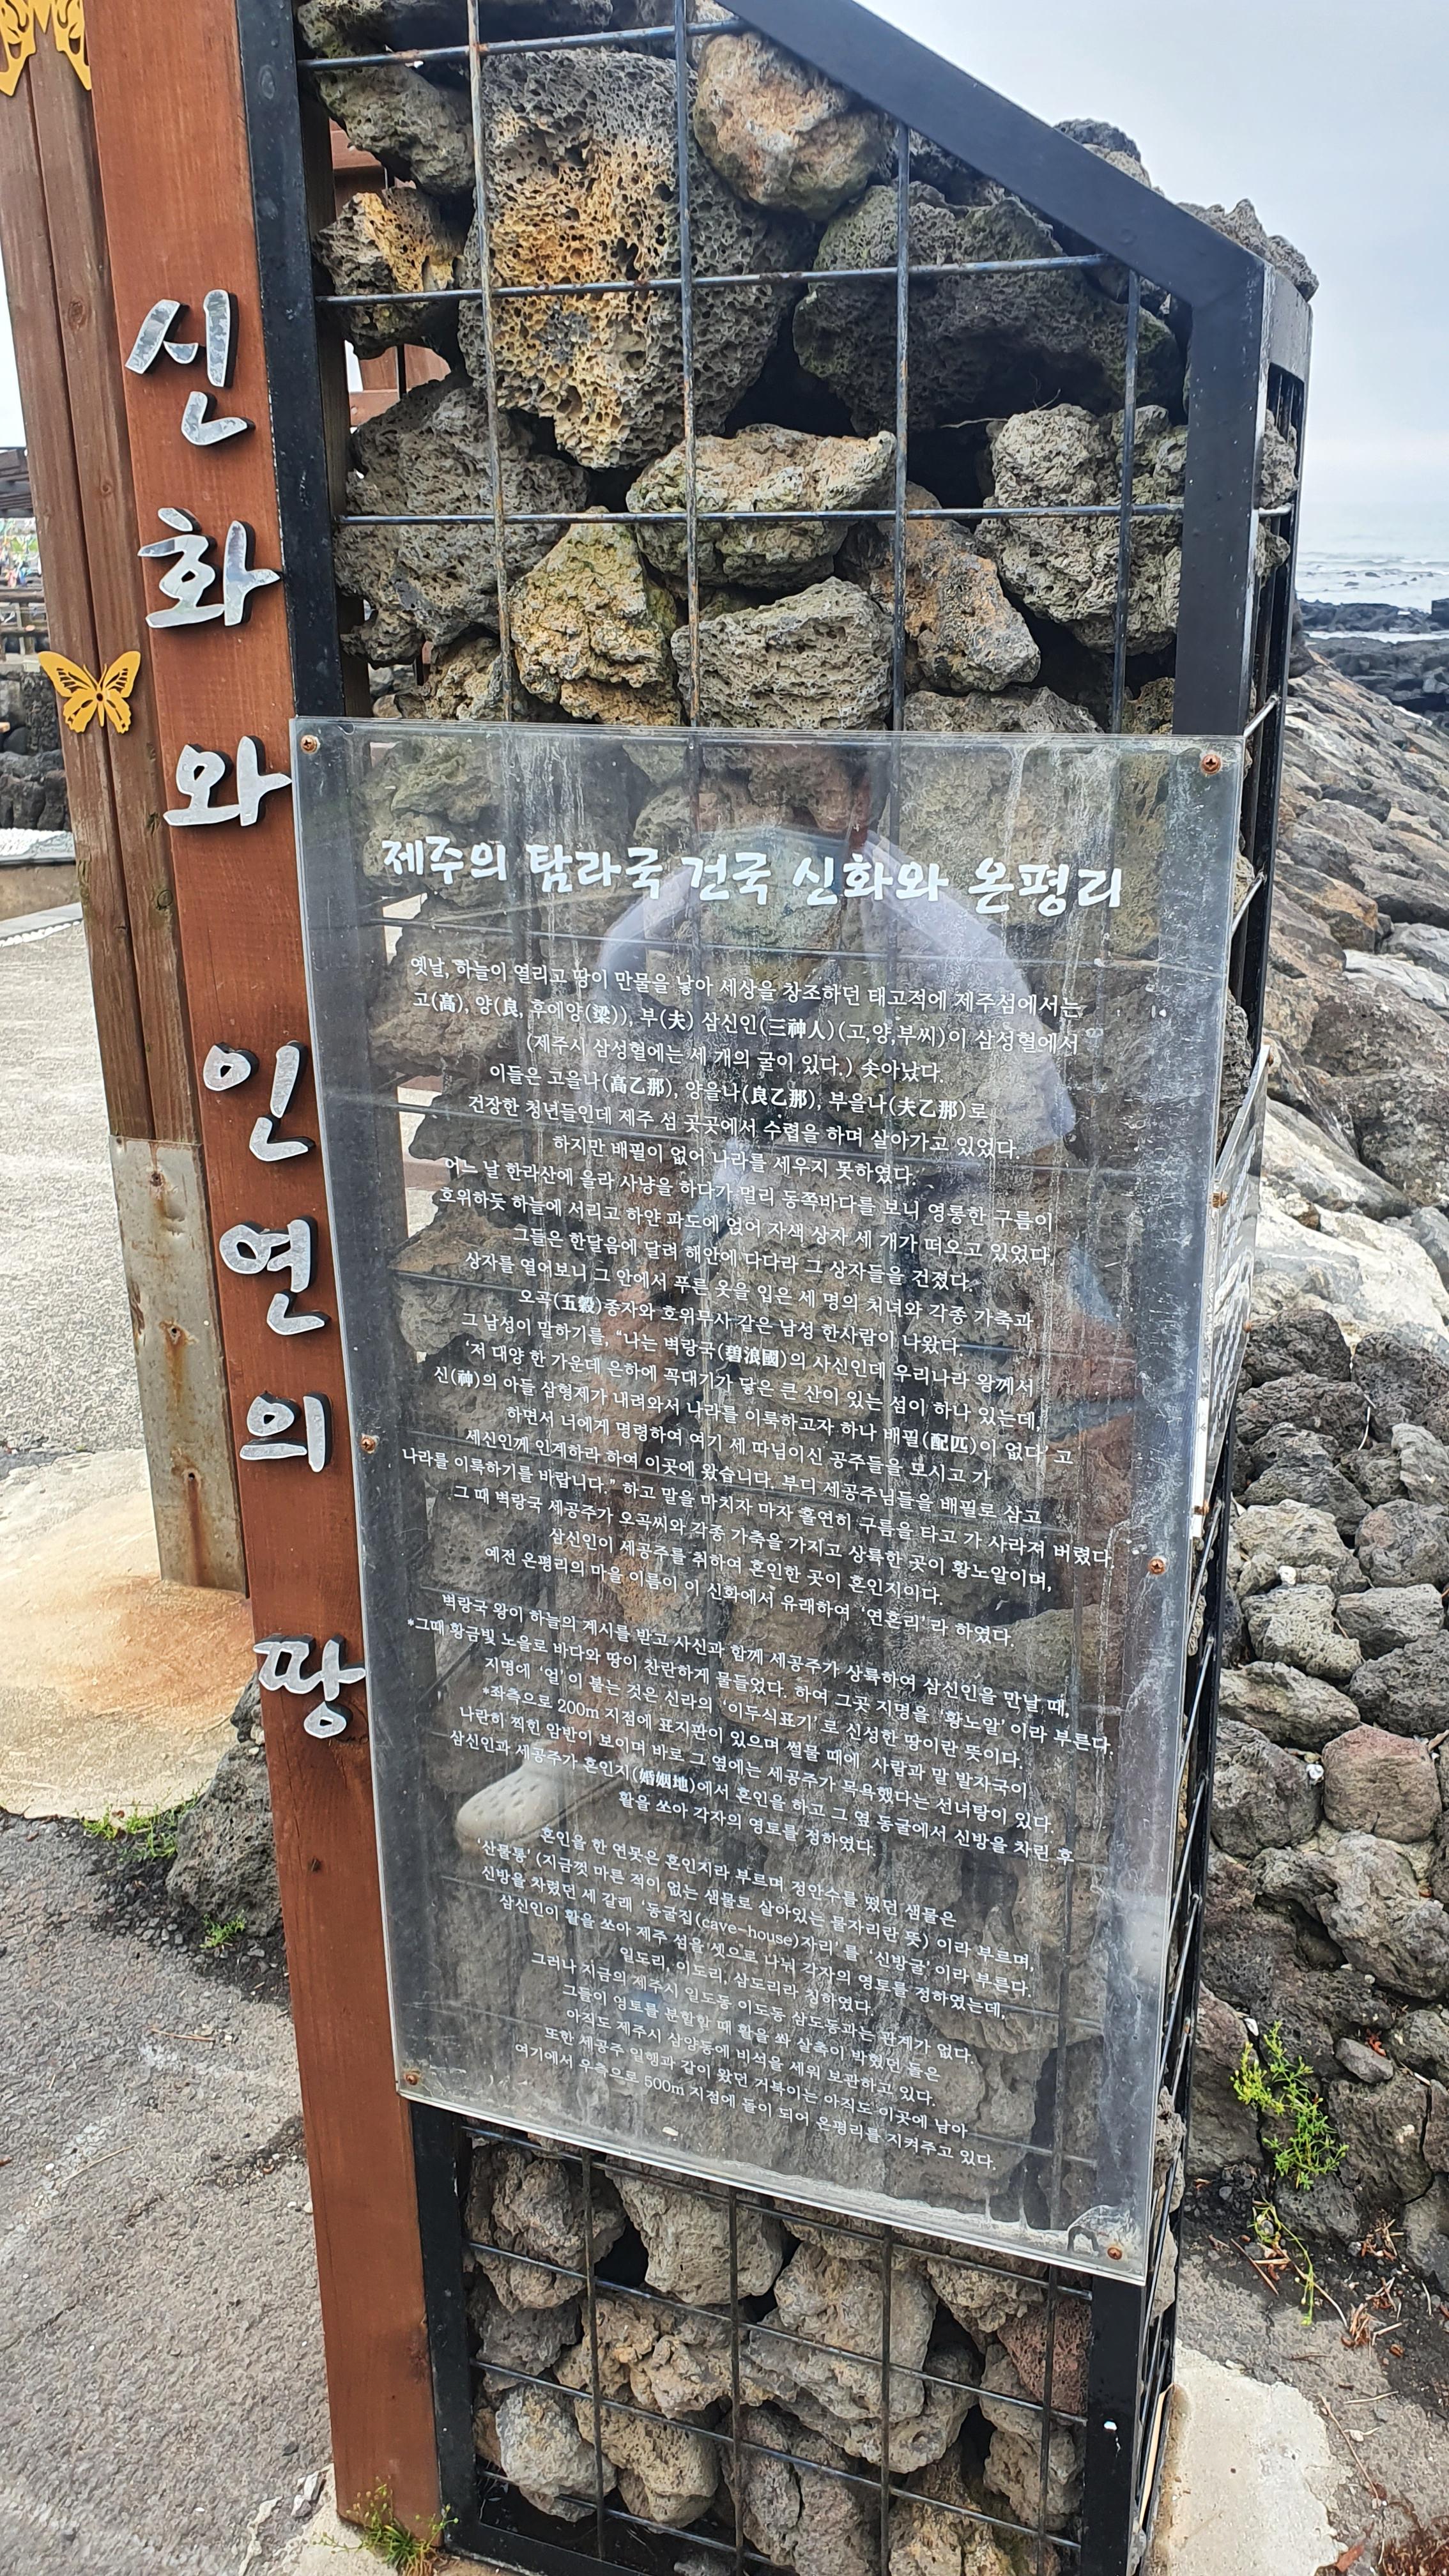 신화와 인연의 땅
제주의 탐라국 건국 신화와 온평리
옛날, 하늘이 열리고 땅이 만물을 낳아 세상을 창조하던 태고적에 제주섬에서는
고(高), 양(良, 후에양(梁)), 부(夫) 삼신인(三神人)(고,양,부씨)이 삼성혈에서
(제주시 삼성혈에는 세 개의 굴이 있다.) 솟아났다.
이들은 고을나(高乙那), 양을나(良乙那), 부을나(夫乙那)로
건장한 청년들인데 제주 섬 곳곳에서 수렵을 하며 살아가고 있었다.
하지만 배필이 없어 나라를 세우지 못하였다.
어느 날 한라산에 올라 사냥을 하다가 멀리 동쪽바다를 보니 영롱한 구름이
호위하듯 하늘에 서리고 하얀 파도에 얹어 자색 상자 세 개가 떠오고 있었다.
그들은 한달음에 달려 해안에 다다라 그 상자들을 건졌다.
상자를 열어보니 그 안에서 푸른 옷을 입은 세 명의 처녀와 각종 가축과
오곡(五穀)종자와 호위무사 같은 남성 한사람이 나왔다.
그 남성이 말하기를, “나는 벽랑국(碧浪國)의 사신인데 우리나라 왕께서
‘저 대양 한 가운데 은하에 꼭대기가 닿은 큰 산이 있는 섬이 하나 있는데,
신(神)의 아들 삼형제가 내려와서 나라를 이룩하고자 하나 배필(配匹)이 없다’고
하면서 너에게 명령하여 여기 세 따님이신 공주들을 모시고 가
세신인께 인계하라 하여 이곳에 왔습니다. 부디 세공주님들을 배필로 삼고
나라를 이룩하기를 바랍니다.” 하고 말을 마치자 마자 홀연히 구름을 타고 가 사라져 버렸다.
그 때 벽랑국 세공주가 오곡씨와 각종 가축을 가지고 상륙한 곳이 황노알이며,
삼신인이 세공주를 취하여 혼인한 곳이 혼인지이다.
예전 온평리의 마을 이름이 이 신화에서 유래하여 ‘연혼리’라 하였다.
벽랑국 왕이 하늘의 계시를 받고 사신과 함께 세공주가 상륙하여 삼신인을 만날 때,
*그때 황금빛 노을로 바다와 땅이 찬란하게 물들었다. 하여 그곳 지명을 ‘황노알’이라 부른다.
지명에 ‘얼’이 붙는 것은 신라의 ‘이두식표기’로 신성한 땅이란 뜻이다.
*좌측으로 200m 지점에 표지판이 있으며 썰물 때에 사람과 말 발자국이
나란히 찍힌 암반이 보이며 바로 그 옆에는 세공주가 목욕했다는 선녀탕이 있다.
삼신인과 세공주가 혼인지(婚姻地)에서 혼인을 하고 그 옆 동굴에서 신방을 차린 후
활을 쏘아 각자의 영토를 정하였다.
혼인을 한 연못은 혼인지라 부르며 정안수를 떴던 샘물은
‘산물통’(지금껏 마른 적이 없는 샘물로 살아있는 물자리란 뜻)이라 부르며,
신방을 차렸던 세 갈래 ‘동굴집(cave-house)자리’를 ‘신방굴’이라 부른다.
삼신인이 활을 쏘아 제주 섬을 셋으로 나눠 각자의 영토를 정하였는데,
일도리, 이도리, 삼도리라 칭하였다.
그러나 지금의 제주시 일도동 이도동 삼도동과는 관계가 없다.
그들이 영토를 분할할 때 활을 쏴 살촉이 박혔던 돌은
아직도 제주시 삼양동에 비석을 세워 보관하고 있다.
또한 세공주 일행과 같이 왔던 거북이는 아직도 이곳에 남아
여기에서 우측으로 500m 지점에 돌이 되어 온평리를 지켜주고 있다.